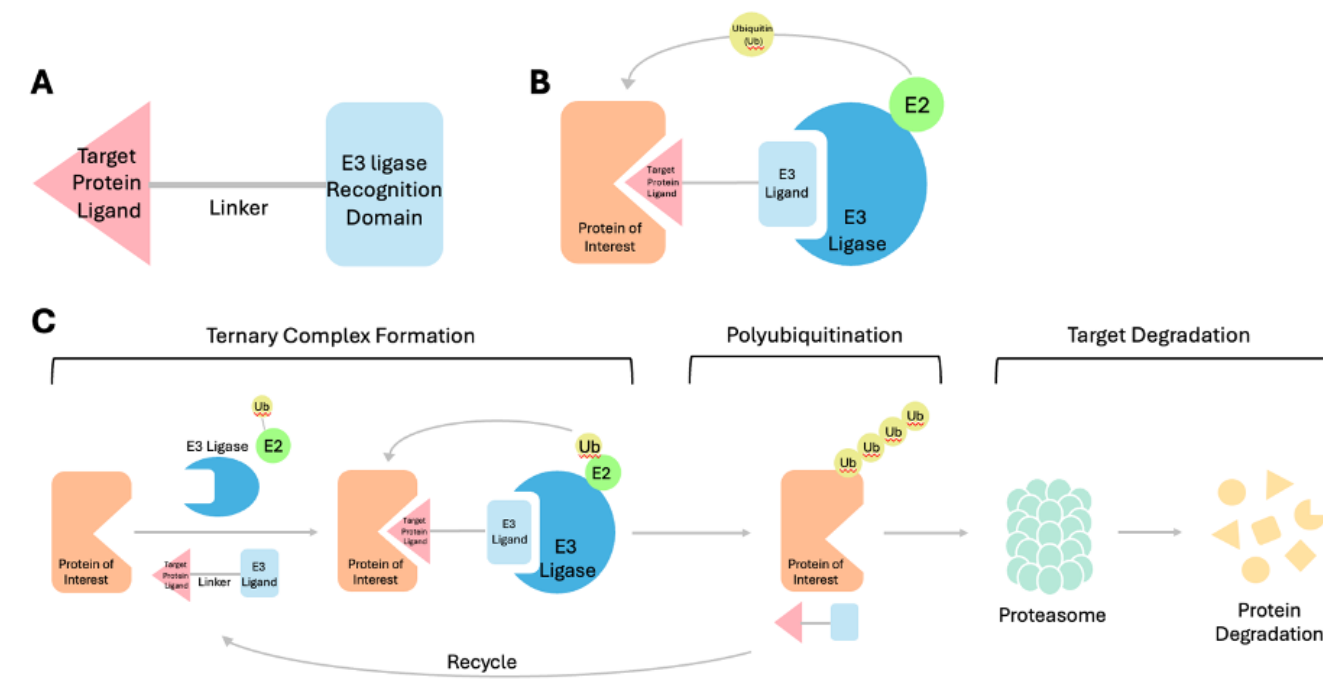 A
Target
Protein
Ligand
Linker
E3 ligase
Recognition
Domain
B
Ubiquitin
(Ub)
E2
Target
Protein
Ligand
E3
Ligand
E3
Ligase
Protein of
Interest
C
Ternary Complex Formation
Polyubiquitination
Target Degradation
Ub
E3 Ligase
E2
Protein of
Interest
Target
Protein
Ligand
Linker
E3
Ligand
Ub
E2
Target
Protein
Ligand
E3
Ligand
E3
Ligase
Protein of
Interest
Ub
Ub
Ub
Ub
Protein of
Interest
Proteasome
Protein
Degradation
Recycle